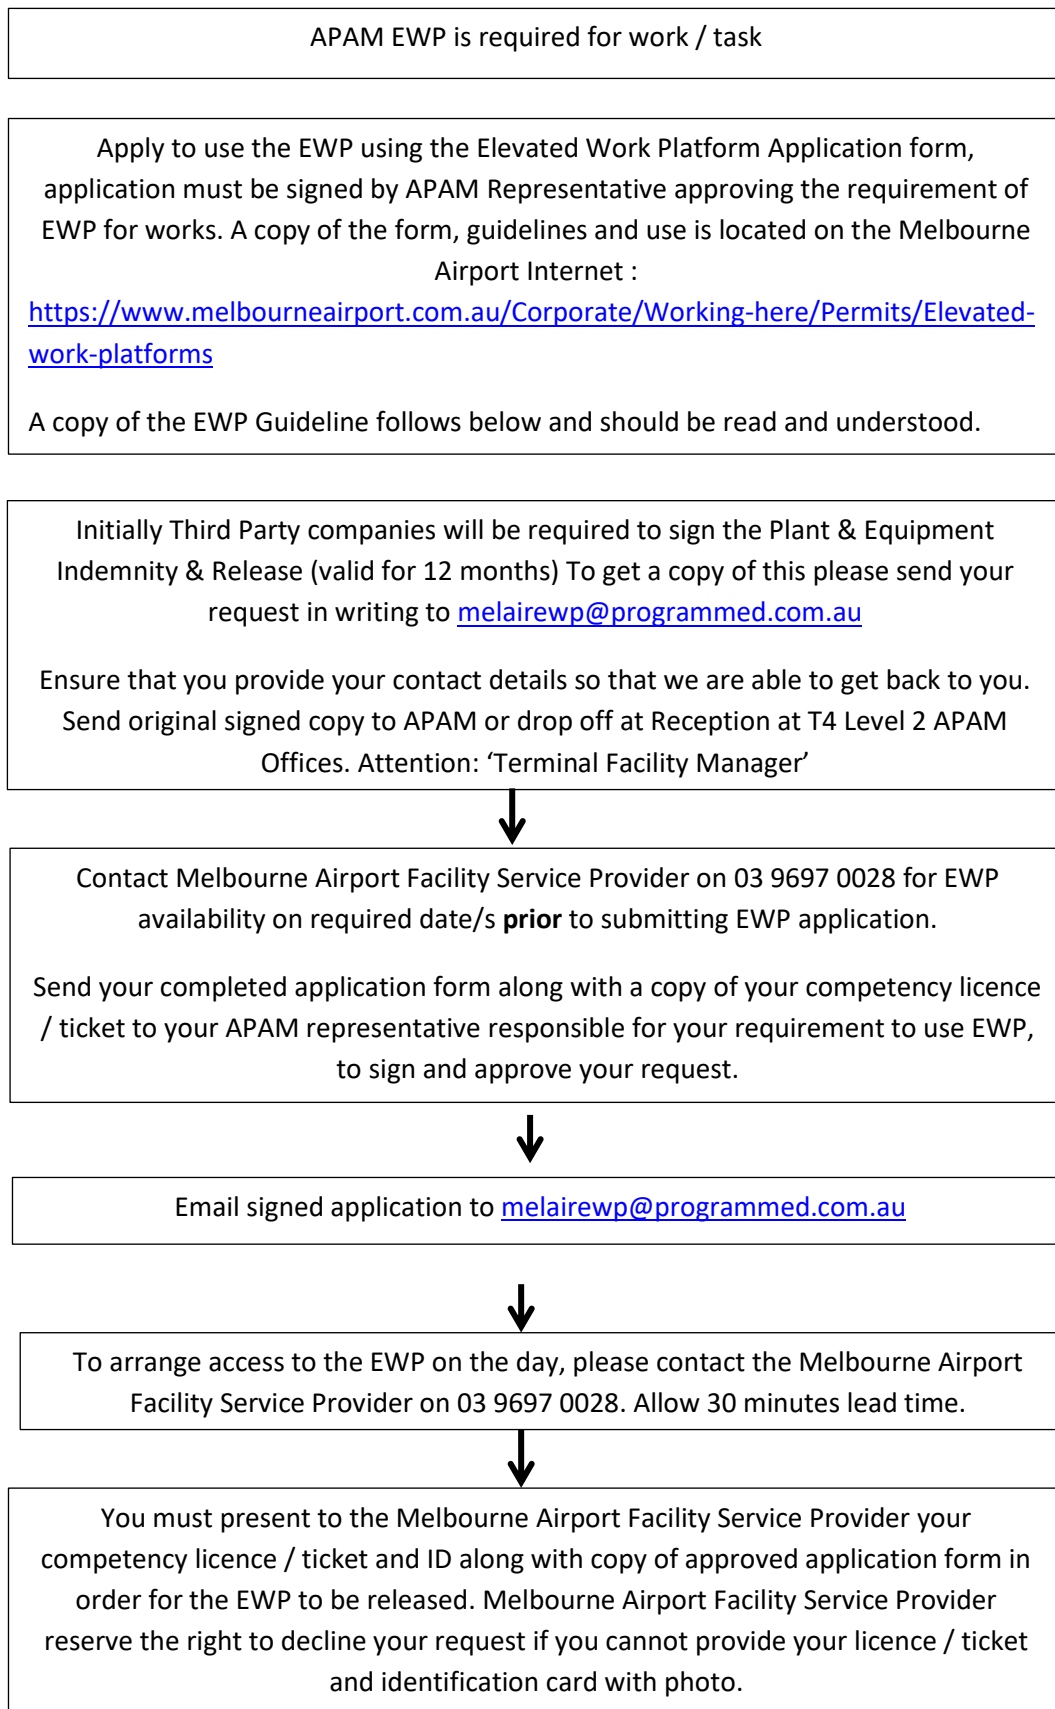 APAM EWP is required for work / task
Apply to use the EWP using the Elevated Work Platform Application form,
application must be signed by APAM Representative approving the requirement of
EWP for works. A copy of the form, guidelines and use is located on the Melbourne
Airport Internet :
https://www.melbourneairport.com.au/Corporate/Working-here/Permits/Elevated-
work-platforms
A copy of the EWP Guideline follows below and should be read and understood.
Initially Third Party companies will be required to sign the Plant & Equipment
Indemnity & Release (valid for 12 months) To get a copy of this please send your
request in writing to melairewp@programmed.com.au
Ensure that you provide your contact details so that we are able to get back to you.
Send original signed copy to APAM or drop off at Reception at T4 Level 2 APAM
Offices. Attention: ‘Terminal Facility Manager’
Contact Melbourne Airport Facility Service Provider on 03 9697 0028 for EWP
availability on required date/s prior to submitting EWP application.
Send your completed application form along with a copy of your competency licence
/ ticket to your APAM representative responsible for your requirement to use EWP,
to sign and approve your request.
Email signed application to melairewp@programmed.com.au
To arrange access to the EWP on the day, please contact the Melbourne Airport
Facility Service Provider on 03 9697 0028. Allow 30 minutes lead time.
You must present to the Melbourne Airport Facility Service Provider your
competency licence / ticket and ID along with copy of approved application form in
order for the EWP to be released. Melbourne Airport Facility Service Provider
reserve the right to decline your request if you cannot provide your licence / ticket
and identification card with photo.